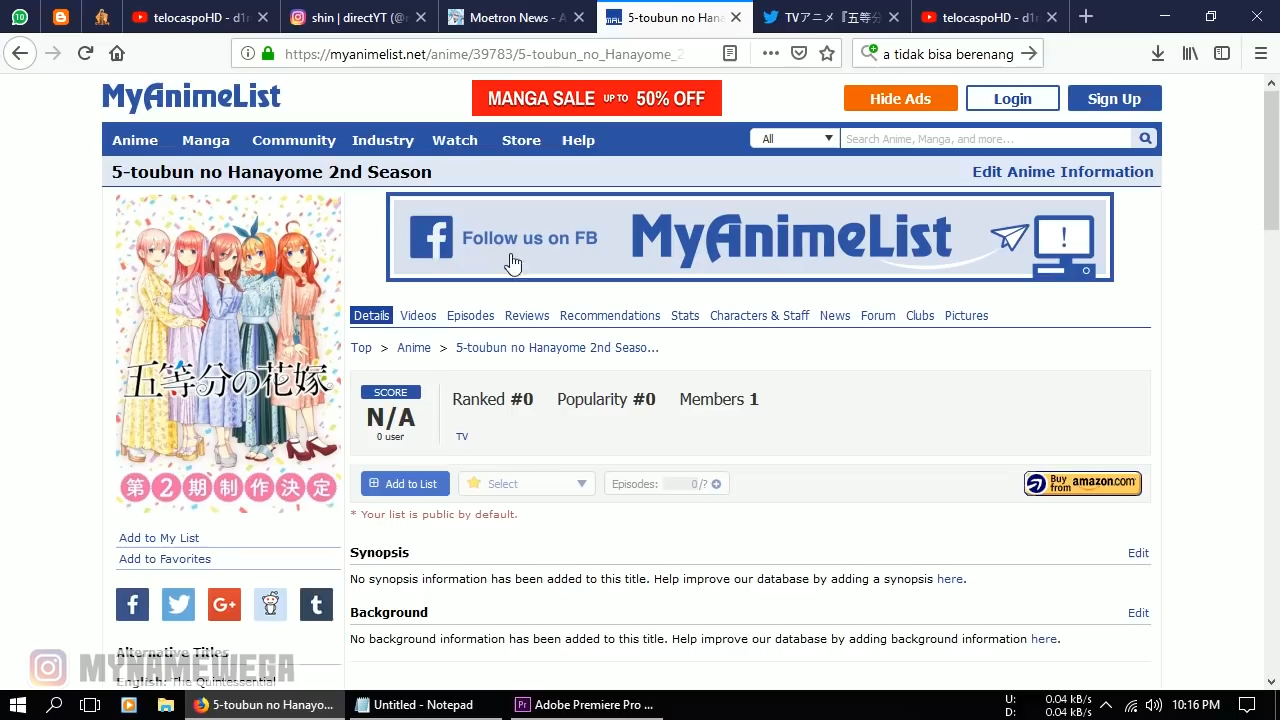 telocaspoHD - d1
shin | directYT (@
Moetron News - A
5-toubun no Hana
TVアニメ『五等分
telocaspoHD - d1
https://myanimelist.net/anime/39783/5-toubun_no_Hanayome_2
a tidak bisa berenang
MyAnimeList
MANGA SALE UP TO 50% OFF
Hide Ads
Login
Sign Up
Anime Manga Community Industry Watch Store Help
All
Search Anime, Manga, and more...
5-toubun no Hanayome 2nd Season
Edit Anime Information
Follow us on FB
MyAnimeList
!
五等分の花嫁
第2期制作決定
Details Videos Episodes Reviews Recommendations Stats Characters & Staff News Forum Clubs Pictures
Top > Anime > 5-toubun no Hanayome 2nd Seaso...
SCORE
N/A
0 user
Ranked #0 Popularity #0 Members 1
TV
Add to List
Select
Episodes: 0/?
Buy from amazon.com
* Your list is public by default.
Add to My List
Add to Favorites
Synopsis
Edit
No synopsis information has been added to this title. Help improve our database by adding a synopsis here.
Background
Edit
No background information has been added to this title. Help improve our database by adding background information here.
Alternative Titles
English: The Quintessential
MYNAMEWEGA
5-toubun no Hanayo...
Untitled - Notepad
Adobe Premiere Pro ...
U: 0.04 kB/s
D: 0.04 kB/s
10:16 PM